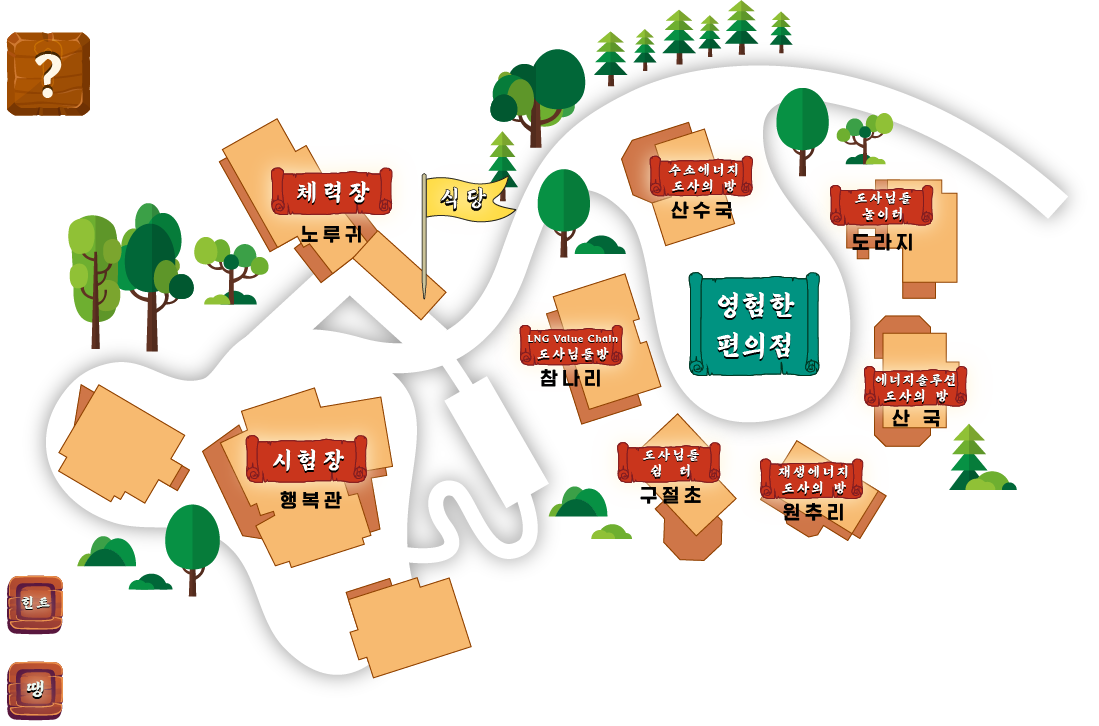 ?
체력장
노루귀
식당
수소에너지
도사의 방
산수국
도사님들
놀이터
도라지
영험한
편의점
LNG Value Chain
도사님들방
참나리
에너지솔루션
도사의 방
산 국
시험장
행복관
도사님들
쉼 터
구절초
재생에너지
도사의 방
원추리
힌트
땡